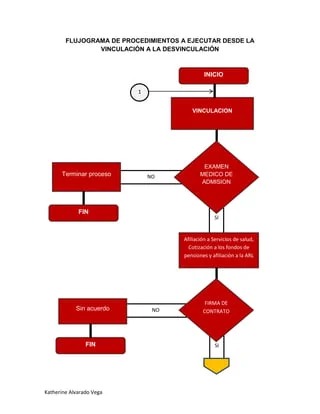 FLUJOGRAMA DE PROCEDIMIENTOS A EJECUTAR DESDE LA
VINCULACIÓN A LA DESVINCULACIÓN
INICIO
1
VINCULACION
EXAMEN
MEDICO DE
ADMISION
NO
Terminar proceso
FIN
SI
Afiliación a Servicios de salud,
Cotización a los fondos de
pensiones y afiliación a la ARL
FIRMA DE
CONTRATO
NO
Sin acuerdo
FIN
SI
Katherine Alvarado Vega